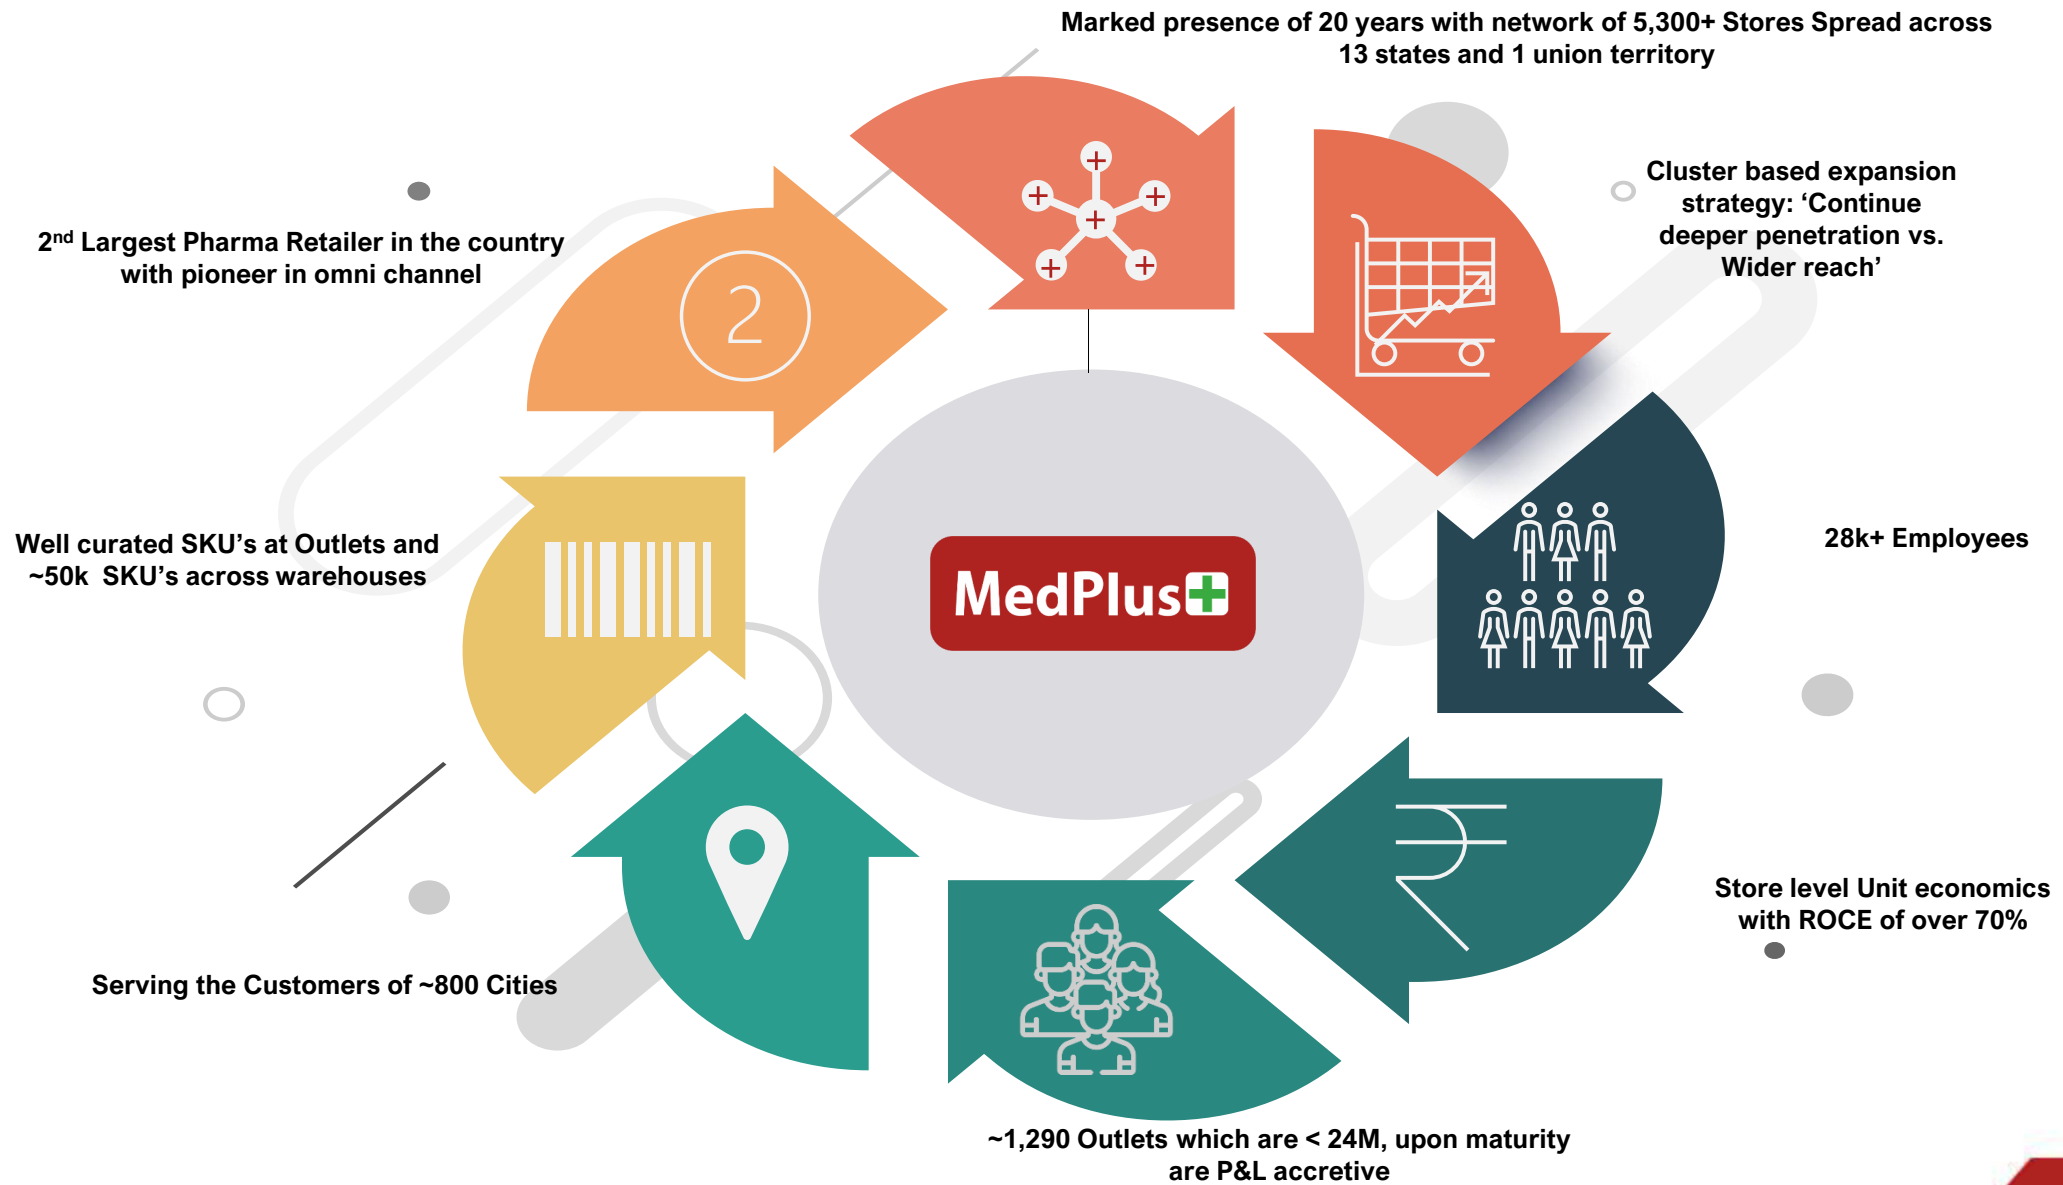 Marked presence of 20 years with network of 5,300+ Stores Spread across
13 states and 1 union territory
Cluster based expansion
strategy: ‘Continue
deeper penetration vs.
Wider reach’
2nd Largest Pharma Retailer in the country
with pioneer in omni channel
2
Well curated SKU’s at Outlets and
~50k  SKU’s across warehouses
MedPlus
28k+ Employees
Store level Unit economics
with ROCE of over 70%
Serving the Customers of ~800 Cities
~1,290 Outlets which are < 24M, upon maturity
are P&L accretive